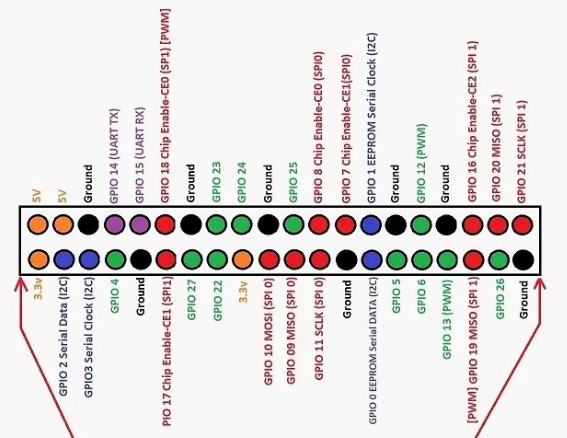 5V
5V
Ground
GPIO 14 (UART TX)
GPIO 15 (UART RX)
GPIO 18 Chip Enable-CE0 (SP1) [PWM]
Ground
GPIO 23
GPIO 24
Ground
GPIO 25
GPIO 8 Chip Enable-CE0 (SPI0)
GPIO 7 Chip Enable-CE1(SPI0)
GPIO 1 EEPROM Serial Clock (I2C)
Ground
GPIO 12 (PWM)
Ground
GPIO 16 Chip Enable-CE2 (SPI 1)
GPIO 20 MISO (SPI 1)
GPIO 21 SCLK (SPI 1)
3.3v
GPIO 2 Serial Data (I2C)
GPIO3 Serial Clock (I2C)
GPIO 4
Ground
PIO 17 Chip Enable-CE1 (SPI1)
GPIO 27
GPIO 22
3.3v
GPIO 10 MOSI (SPI 0)
GPIO 09 MISO (SPI 0)
GPIO 11 SCLK (SPI 0)
Ground
GPIO 0 EEPROM Serial DATA (I2C)
GPIO 5
GPIO 6
GPIO 13 (PWM)
[PWM] GPIO 19 MISO (SPI 1)
GPIO 26
Ground